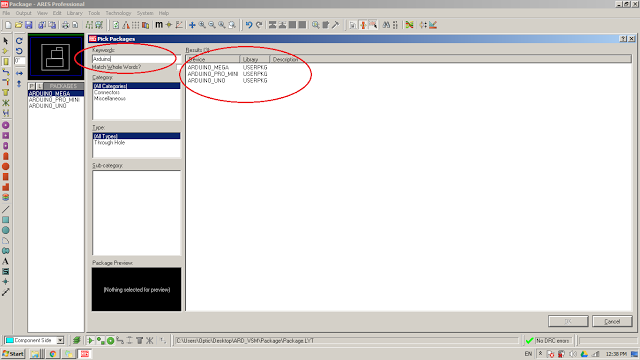 Package - ARES Professional
File Output View Edit Library Tools Technology System Help
Pick Packages
Keywords:
Arduino
Match Whole Words?
Category:
(All Categories)
Connectors
Miscellaneous
Type:
(All Types)
Through Hole
Sub-category:
Package Preview:
(Nothing selected for preview)
Results (3):
Device Library Description
ARDUINO_MEGA USERPKG
ARDUINO_PRO_MINI USERPKG
ARDUINO_UNO USERPKG
0°
P L PACKAGES
ARDUINO_MEGA
ARDUINO_PRO_MINI
ARDUINO_UNO
OK Cancel
Component Side
C:\Users\Optic\Desktop\ARD_VSM\Package\Package.LYT
No DRC errors
Start
EN
12:38 PM